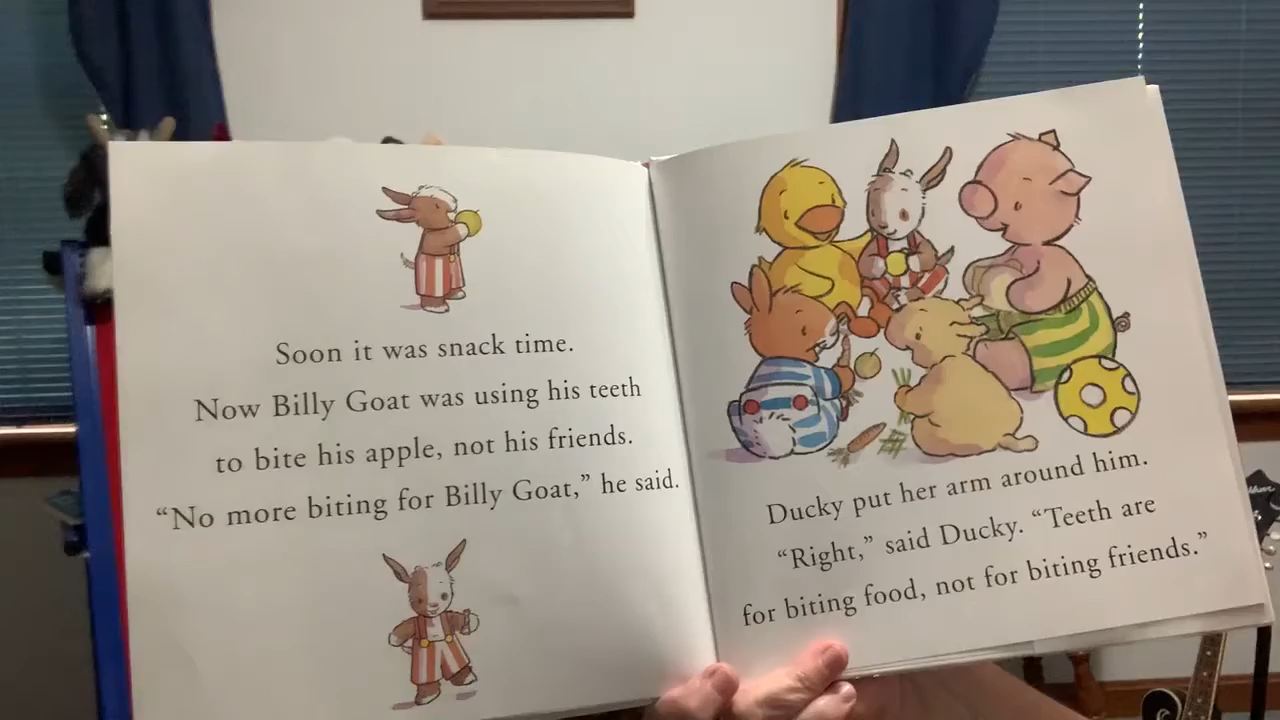 Soon it was snack time.
Now Billy Goat was using his teeth
to bite his apple, not his friends.
“No more biting for Billy Goat,” he said.
Ducky put her arm around him.
“Right,” said Ducky. “Teeth are
for biting food, not for biting friends.”